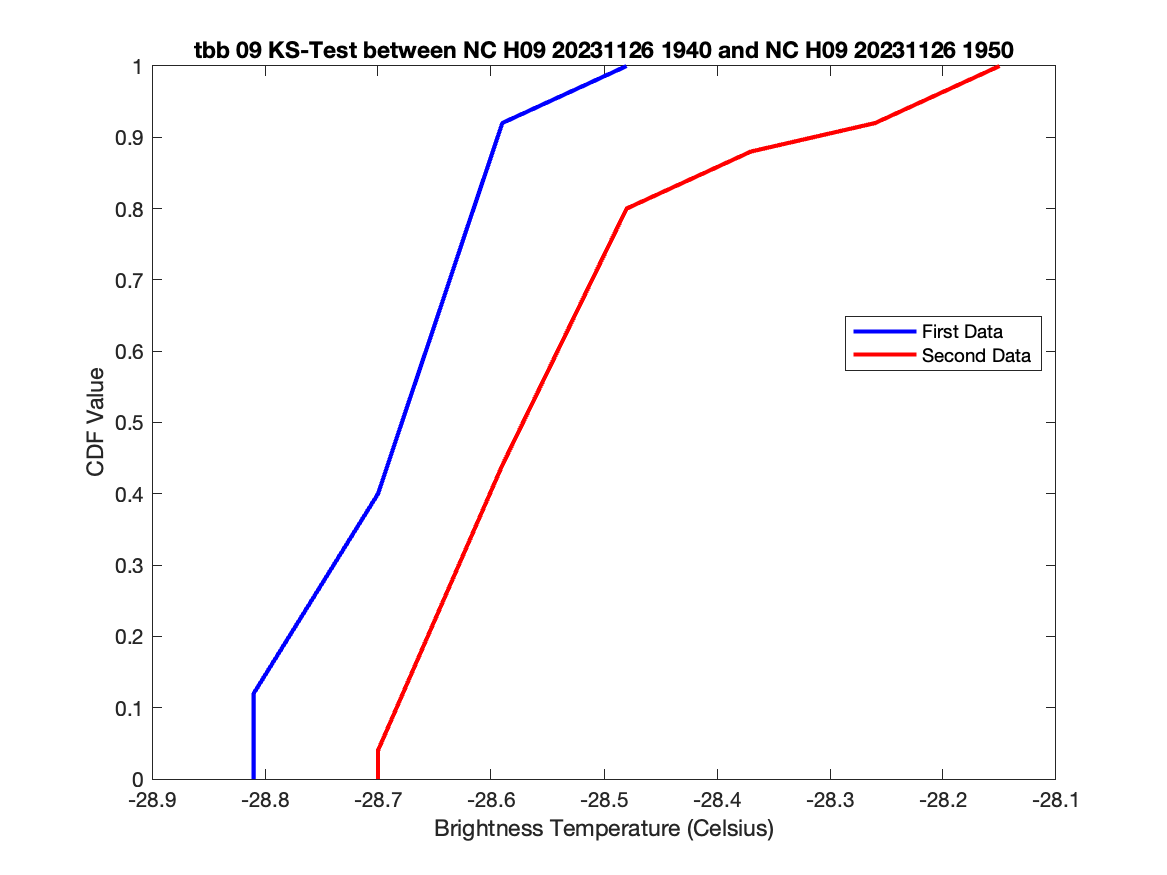 tbb 09 KS-Test between NC H09 20231126 1940 and NC H09 20231126 1950
1
0.9
0.8
0.7
0.6
0.5
0.4
0.3
0.2
0.1
0
CDF Value
First Data
Second Data
-28.9 -28.8 -28.7 -28.6 -28.5 -28.4 -28.3 -28.2 -28.1
Brightness Temperature (Celsius)